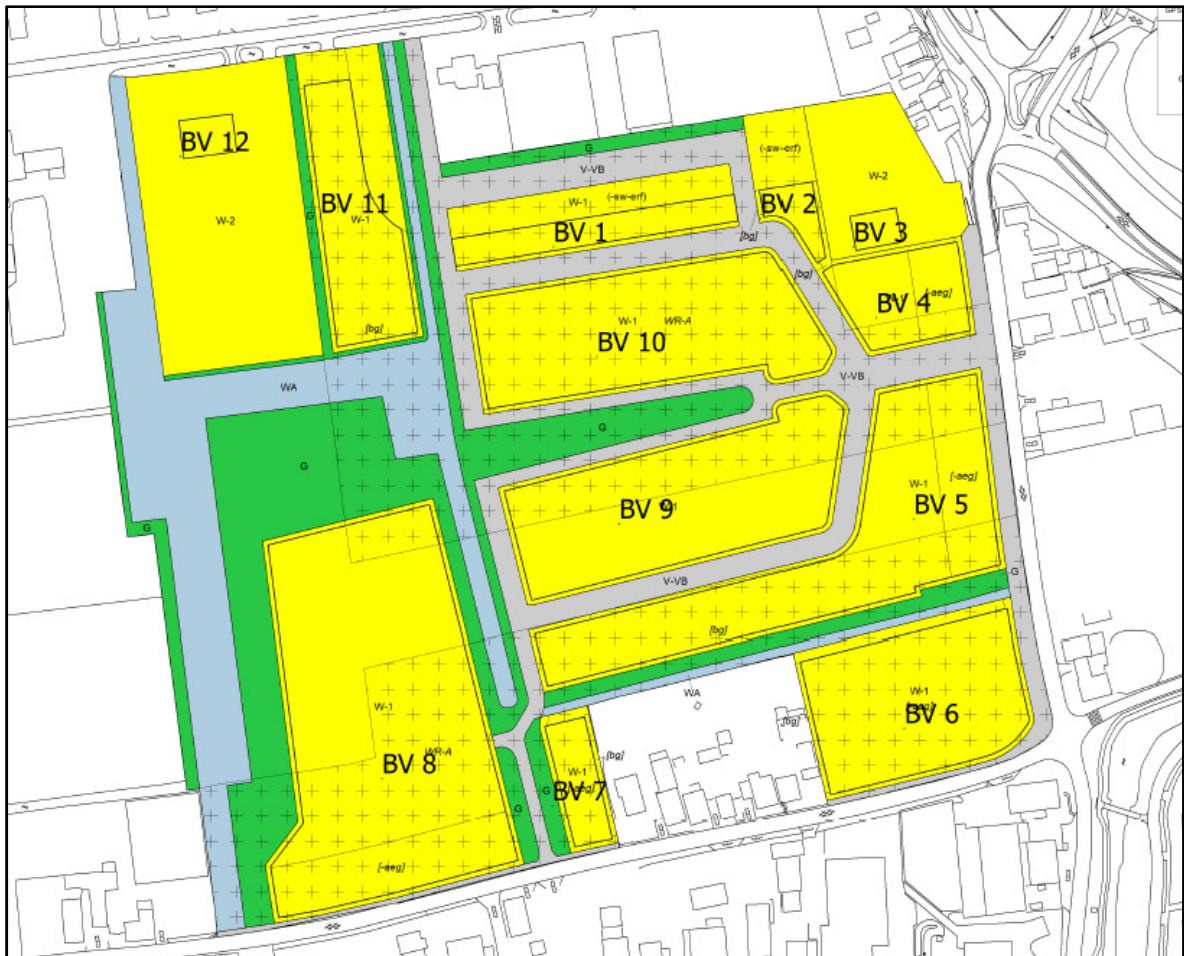 GPS
G
BV 12
(-sw-erf)
V-VB
W-2
W-1
(-sw-erf)
BV 2
BV 11
W-2
G
W-1
BV 1
[bg]
BV 3
[bg]
[-aeg]
BV 4
[bg]
W-1
WR-A
BV 10
V-VB
WA
G
G
[-aeg]
W-1
BV 5
BV 9
G
G
V-VB
[bg]
WA
W-1
W-1
[bg]
BV 6
WR-A
BV 8
[bg]
W-1
G
G
BV 7
[-aeg]
[-aeg]